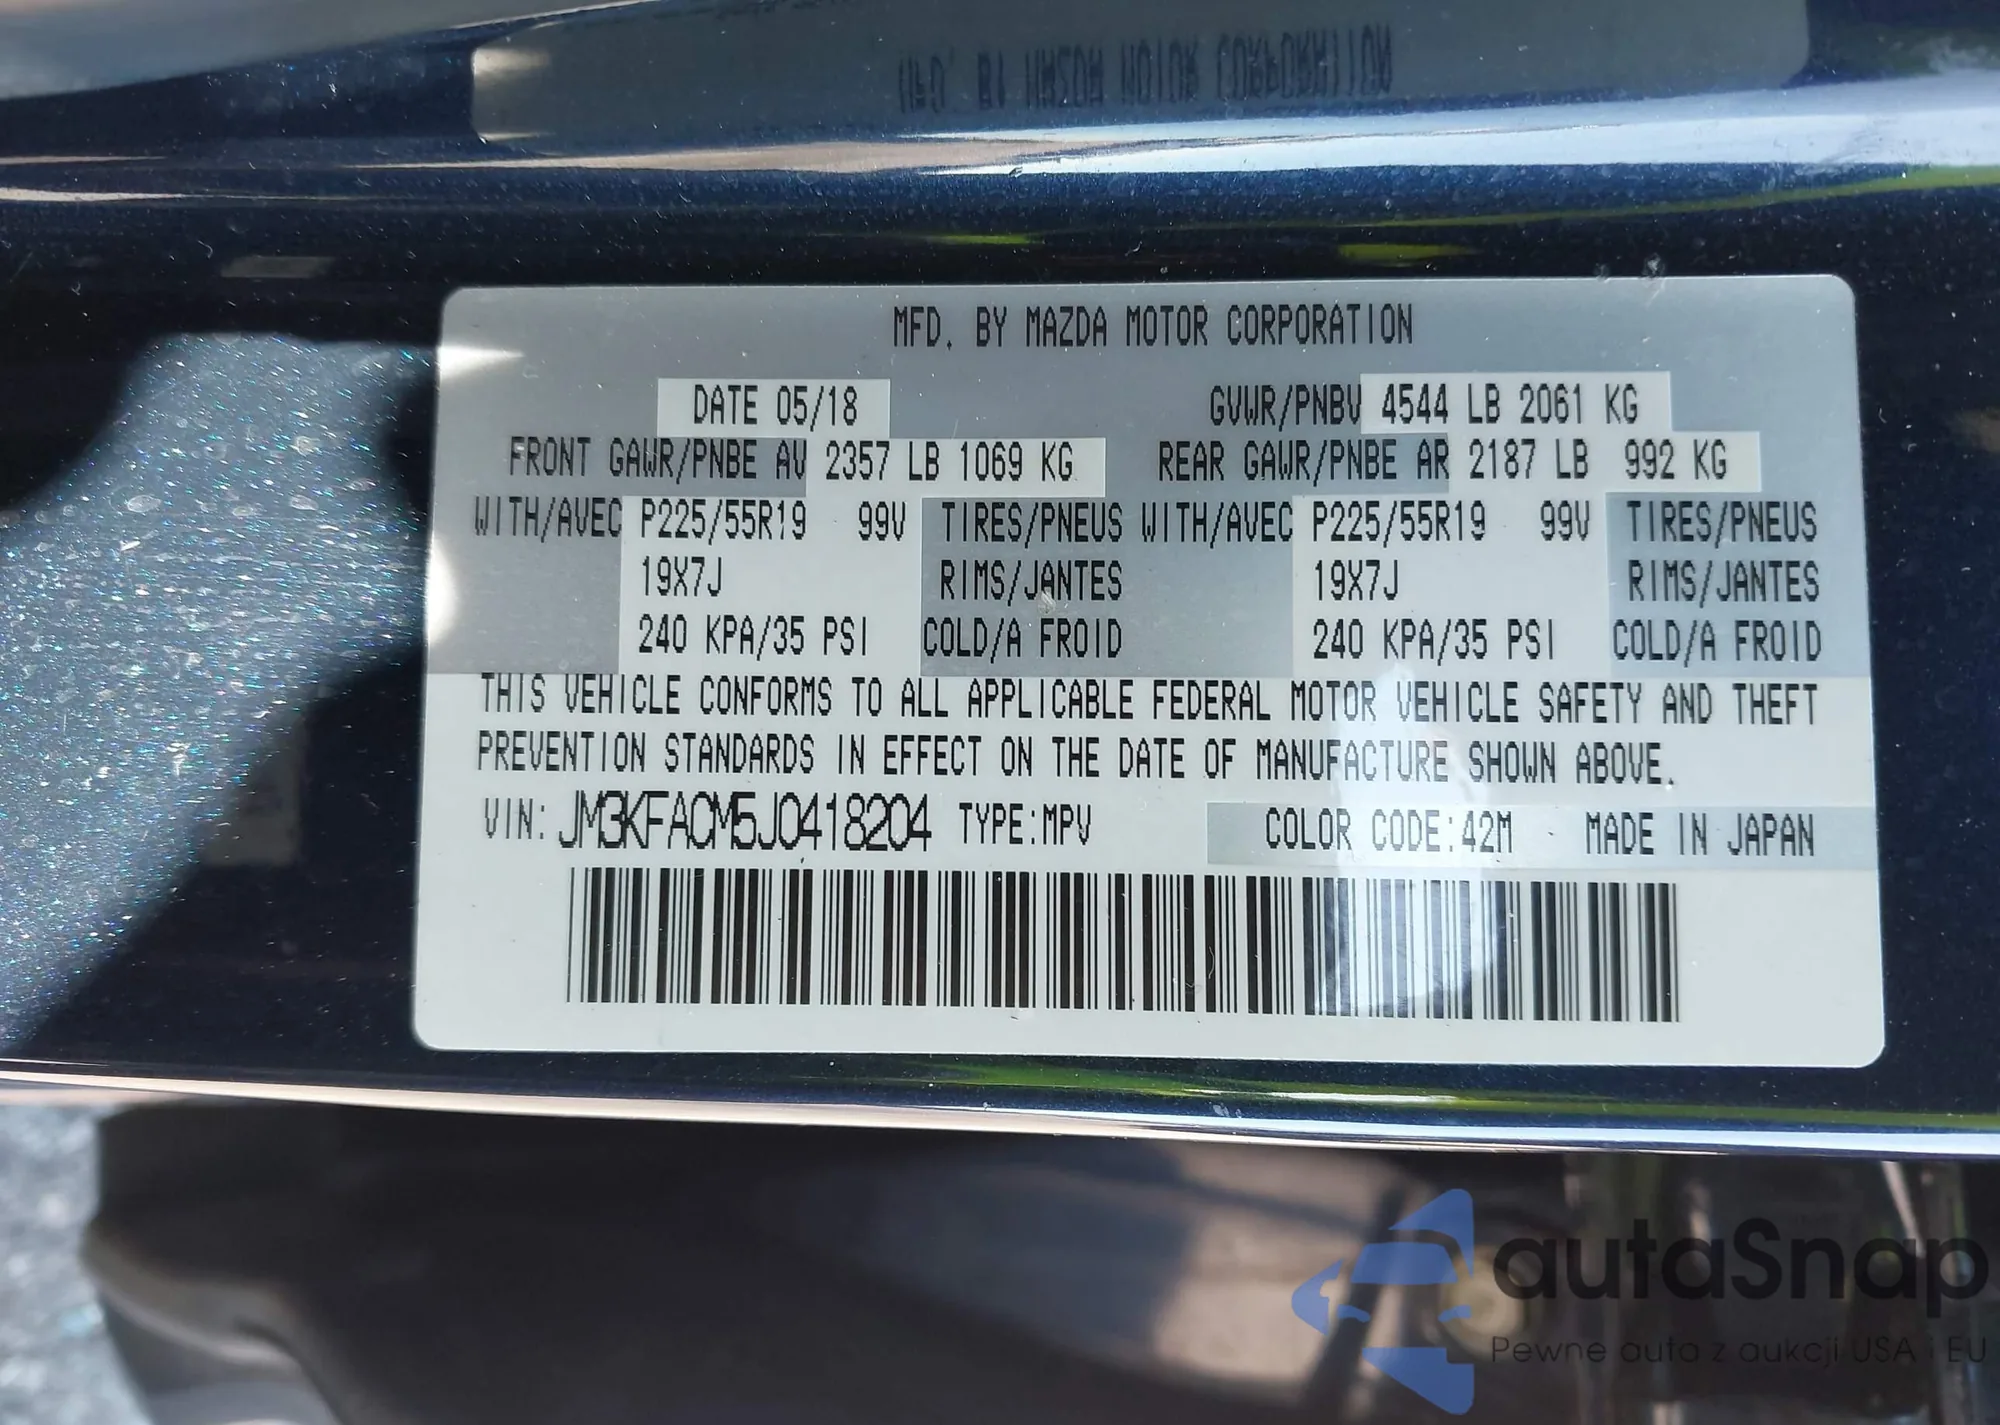 MFD. BY MAZDA MOTOR CORPORATION
MFD. BY MAZDA MOTOR CORPORATION
DATE 05/18 GVWR/PNBV 4544 LB 2061 KG
FRONT GAWR/PNBE AV 2357 LB 1069 KG REAR GAWR/PNBE AR 2187 LB 992 KG
WITH/AVEC P225/55R19 99V TIRES/PNEUS WITH/AVEC P225/55R19 99V TIRES/PNEUS
19X7J RIMS/JANTES 19X7J RIMS/JANTES
240 KPA/35 PSI COLD/A FROID 240 KPA/35 PSI COLD/A FROID
THIS VEHICLE CONFORMS TO ALL APPLICABLE FEDERAL MOTOR VEHICLE SAFETY AND THEFT
PREVENTION STANDARDS IN EFFECT ON THE DATE OF MANUFACTURE SHOWN ABOVE.
VIN: JM3KFACM5J0418204 TYPE:MPV COLOR CODE:42M MADE IN JAPAN
autaSnap
Pewne auta z aukcji USA i EU